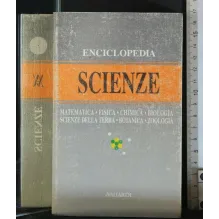 ENCICLOPEDIA
SCIENZE
MATEMATICA • FISICA • CHIMICA • BIOLOGIA
SCIENZE DELLA TERRA • BOTANICA • ZOOLOGIA
SCIENZE